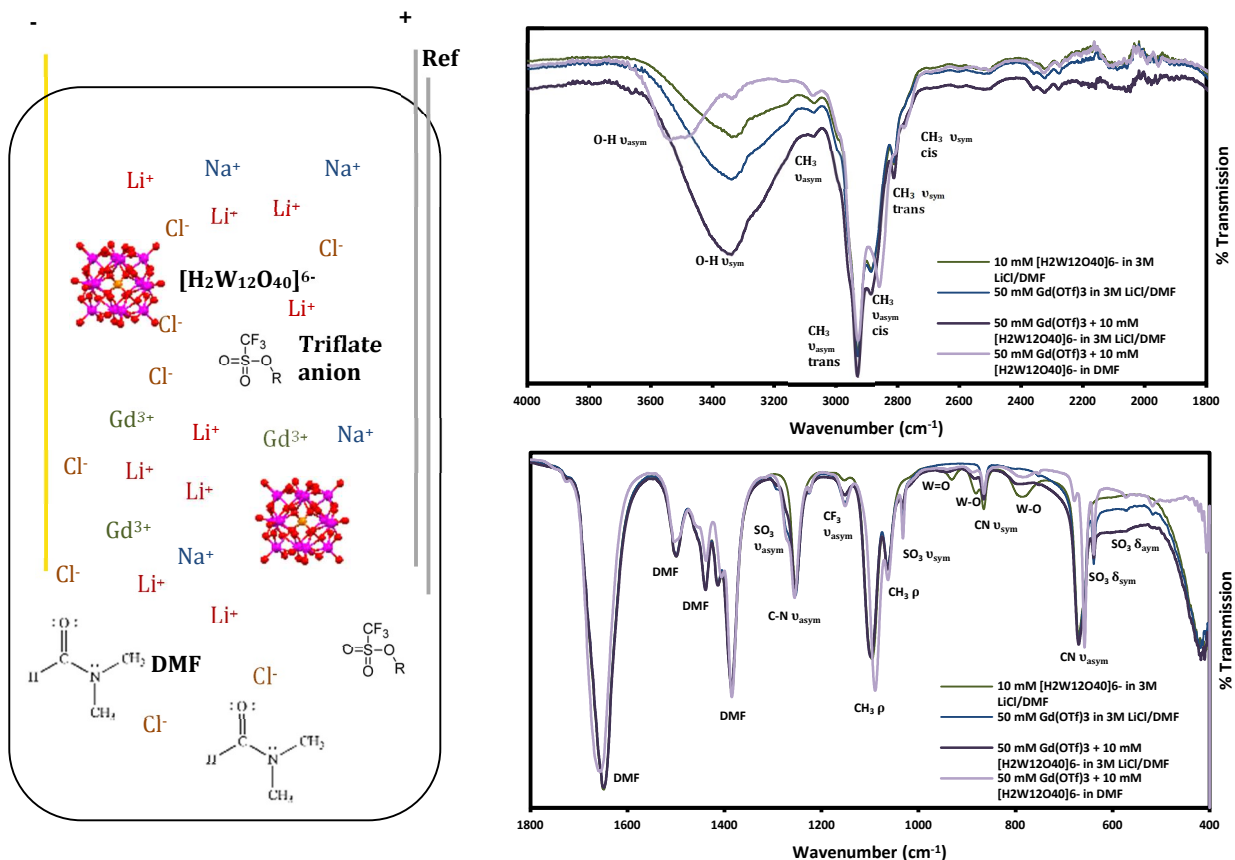 -
+
Ref
Li⁺
Na⁺
Na⁺
Li⁺
Li⁺
Cl⁻
Cl⁻
[H₂W₁₂O₄₀]⁶⁻
Li⁺
Cl⁻
CF₃
O=S-O
O
R
Triflate
anion
Cl⁻
Gd³⁺
Li⁺
Gd³⁺
Na⁺
Cl⁻
Li⁺
Li⁺
Gd³⁺
Na⁺
Cl⁻
Li⁺
Li⁺
:O:
H
C
N
CH₃
CH₃
DMF
CF₃
O=S-O
O
R
Cl⁻
Cl⁻
:O:
H
C
N
CH₃
CH₃
O-H υasym
O-H υsym
CH₃
υasym
CH₃ υsym
cis
CH₃ υsym
trans
CH₃
υasym
cis
CH₃
υasym
trans
10 mM [H2W12O40]6- in 3M
LiCl/DMF
50 mM Gd(OTf)3 in 3M LiCl/DMF
50 mM Gd(OTf)3 + 10 mM
[H2W12O40]6- in 3M LiCl/DMF
50 mM Gd(OTf)3 + 10 mM
[H2W12O40]6- in DMF
% Transmission
4000 3800 3600 3400 3200 3000 2800 2600 2400 2200 2000 1800
Wavenumber (cm⁻¹)
DMF
DMF
DMF
DMF
SO₃
υasym
C-N υasym
CF₃
υasym
CH₃ ρ
CH₃ ρ
SO₃ υsym
W=O
W-O
W-O
CN υsym
CN υasym
SO₃ δsym
SO₃ δaym
10 mM [H2W12O40]6- in 3M
LiCl/DMF
50 mM Gd(OTf)3 in 3M LiCl/DMF
50 mM Gd(OTf)3 + 10 mM
[H2W12O40]6- in 3M LiCl/DMF
50 mM Gd(OTf)3 + 10 mM
[H2W12O40]6- in DMF
% Transmission
1800 1600 1400 1200 1000 800 600 400
Wavenumber (cm⁻¹)